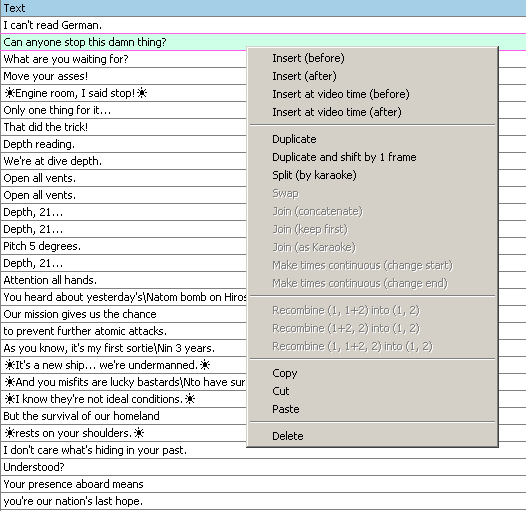 Text
I can't read German.
Can anyone stop this damn thing?
What are you waiting for?
Move your asses!
☀Engine room, I said stop!☀
Only one thing for it...
That did the trick!
Depth reading.
We're at dive depth.
Open all vents.
Open all vents.
Depth, 21...
Depth, 21...
Pitch 5 degrees.
Depth, 21...
Attention all hands.
You heard about yesterday's\Natom bomb on Hiros
Our mission gives us the chance
to prevent further atomic attacks.
As you know, it's my first sortie\Nin 3 years.
☀It's a new ship... we're undermanned.☀
☀And you misfits are lucky bastards\Nto have sur
☀I know they're not ideal conditions.☀
But the survival of our homeland
☀rests on your shoulders.☀
I don't care what's hiding in your past.
Understood?
Your presence aboard means
you're our nation's last hope.
Insert (before)
Insert (after)
Insert at video time (before)
Insert at video time (after)
Duplicate
Duplicate and shift by 1 frame
Split (by karaoke)
Swap
Join (concatenate)
Join (keep first)
Join (as Karaoke)
Make times continuous (change start)
Make times continuous (change end)
Recombine (1, 1+2) into (1, 2)
Recombine (1+2, 2) into (1, 2)
Recombine (1, 1+2, 2) into (1, 2)
Copy
Cut
Paste
Delete